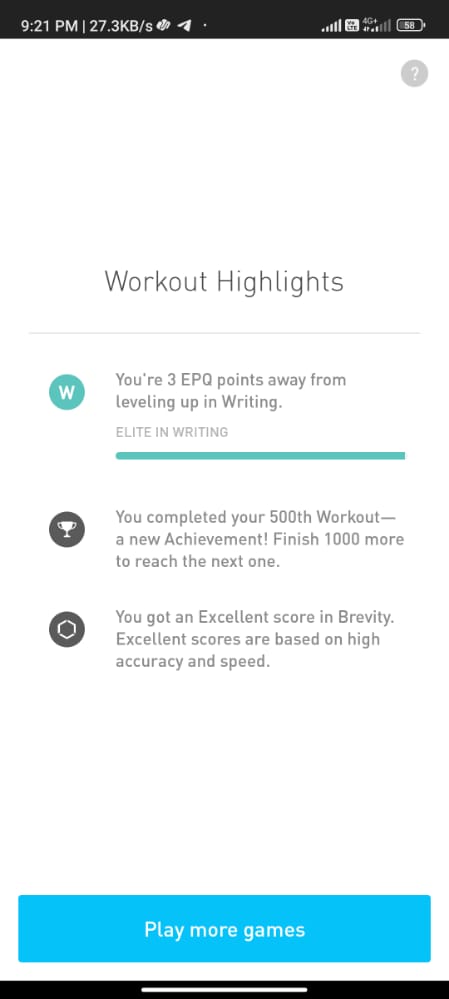 9:21 PM | 27.3KB/s
Vo LTE 4G+ 58
?
Workout Highlights
W
You're 3 EPQ points away from
leveling up in Writing.
ELITE IN WRITING
You completed your 500th Workout—
a new Achievement! Finish 1000 more
to reach the next one.
You got an Excellent score in Brevity.
Excellent scores are based on high
accuracy and speed.
Play more games